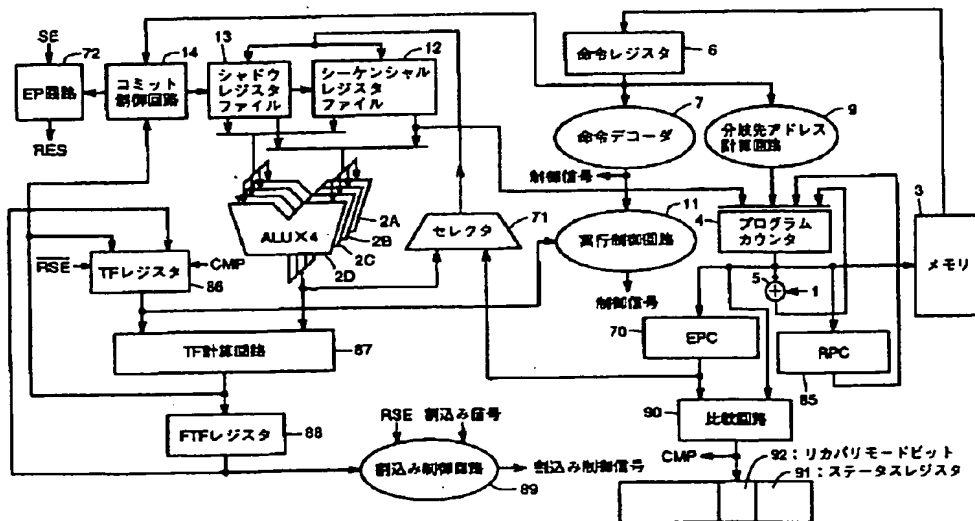 SE
72
EP回路
RES
14
コミット
制御回路
13
シャドウ
レジスタ
ファイル
12
シーケンシャル
レジスタ
ファイル
命令レジスタ
6
7
命令デコーダ
制御信号
9
分岐先アドレス
計算回路
11
実行制御回路
制御信号
4
プログラム
カウンタ
3
メモリ
ALU×4
2A
2B
2C
2D
セレクタ
71
RSE
TFレジスタ
CMP
86
5
1
70
EPC
RPC
85
TF計算回路
87
90
比較回路
FTFレジスタ
88
RSE 割込み信号
割込み制御回路
割込み制御信号
89
CMP
92:リカバリモードビット
91:ステータスレジスタ